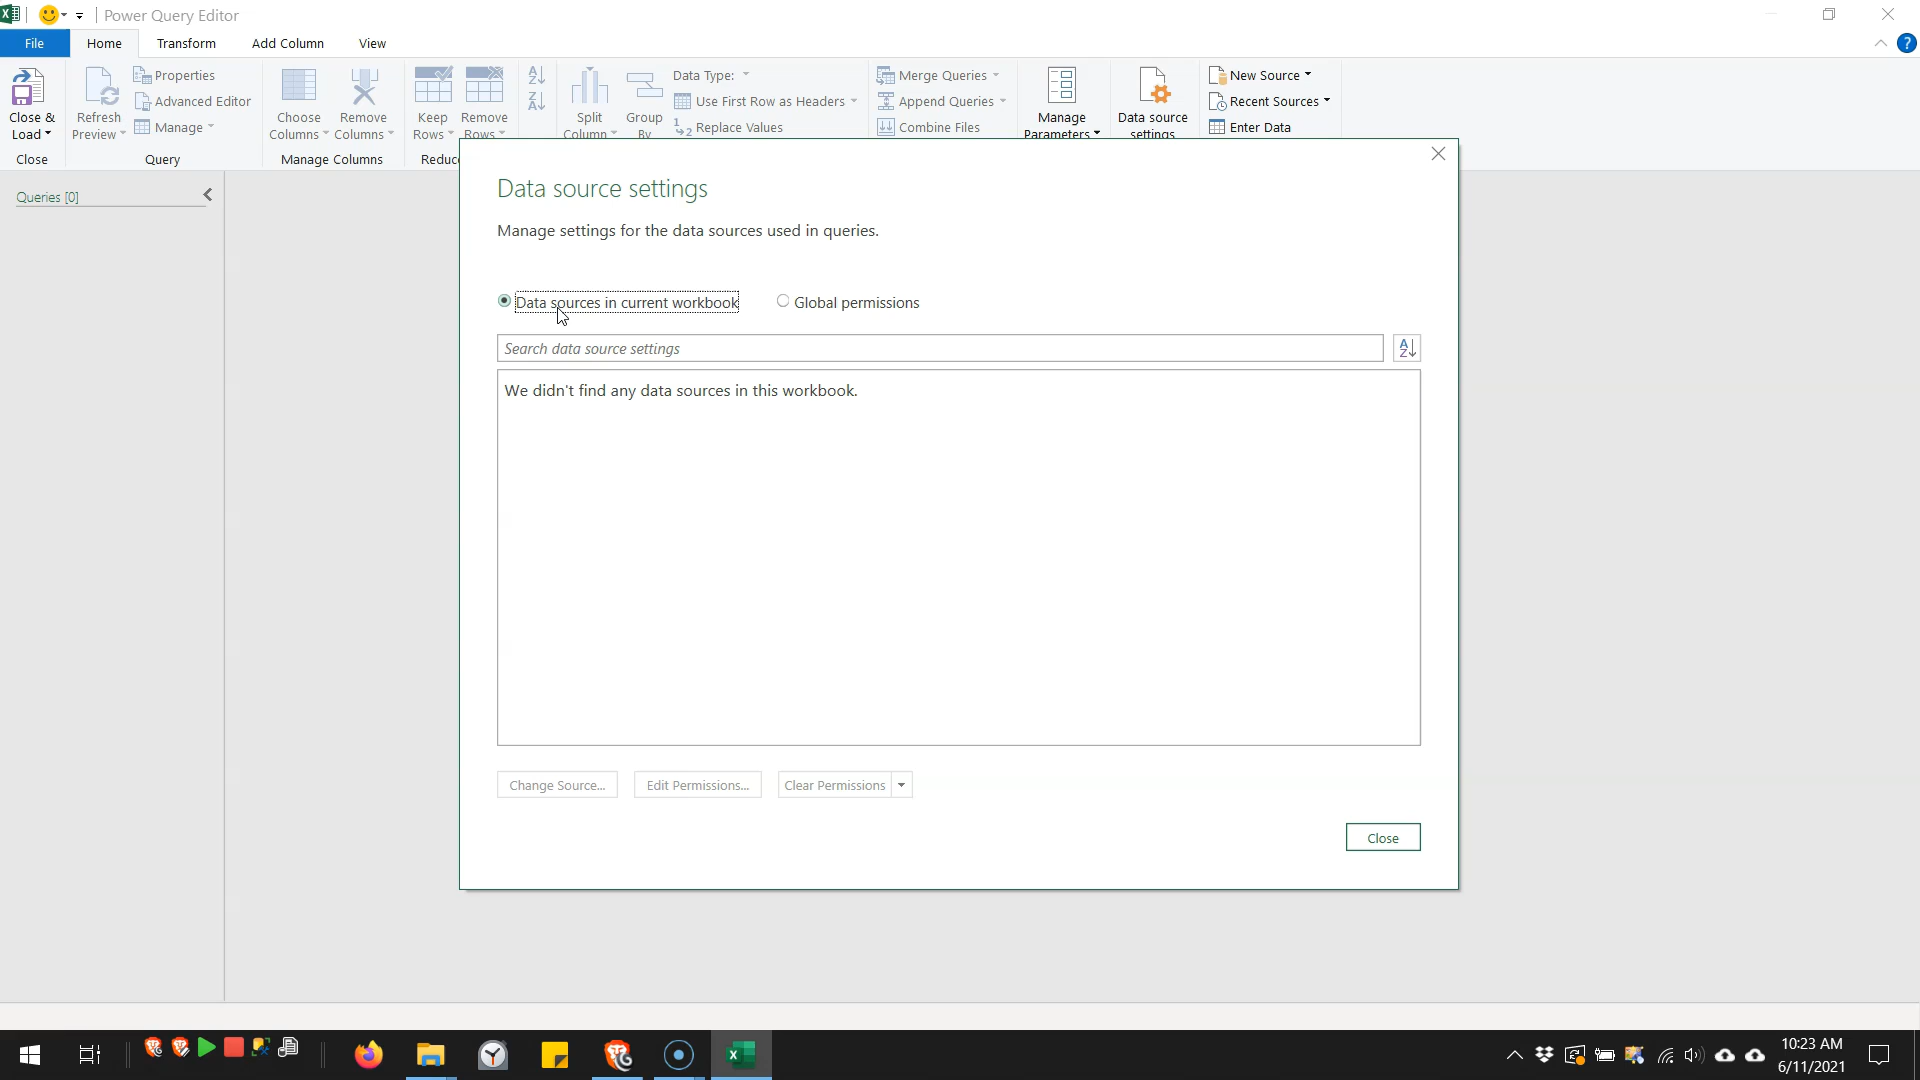 Power Query Editor
File
Home
Transform
Add Column
View
?
Close &
Load
Refresh
Preview
Properties
Advanced Editor
Manage
Choose
Columns
Remove
Columns
Keep
Rows
Remove
Rows
A
Z
Z
A
Split
Column
Group
By
Data Type:
Use First Row as Headers
1
2 Replace Values
Merge Queries
Append Queries
Combine Files
Manage
Parameters
Data source
settings
New Source
Recent Sources
Enter Data
Close
Query
Manage Columns
Reduc
Queries [0]
Data source settings
Manage settings for the data sources used in queries.
Data sources in current workbook
Global permissions
Search data source settings
A
Z
We didn't find any data sources in this workbook.
Change Source...
Edit Permissions...
Clear Permissions
Close
10:23 AM
6/11/2021